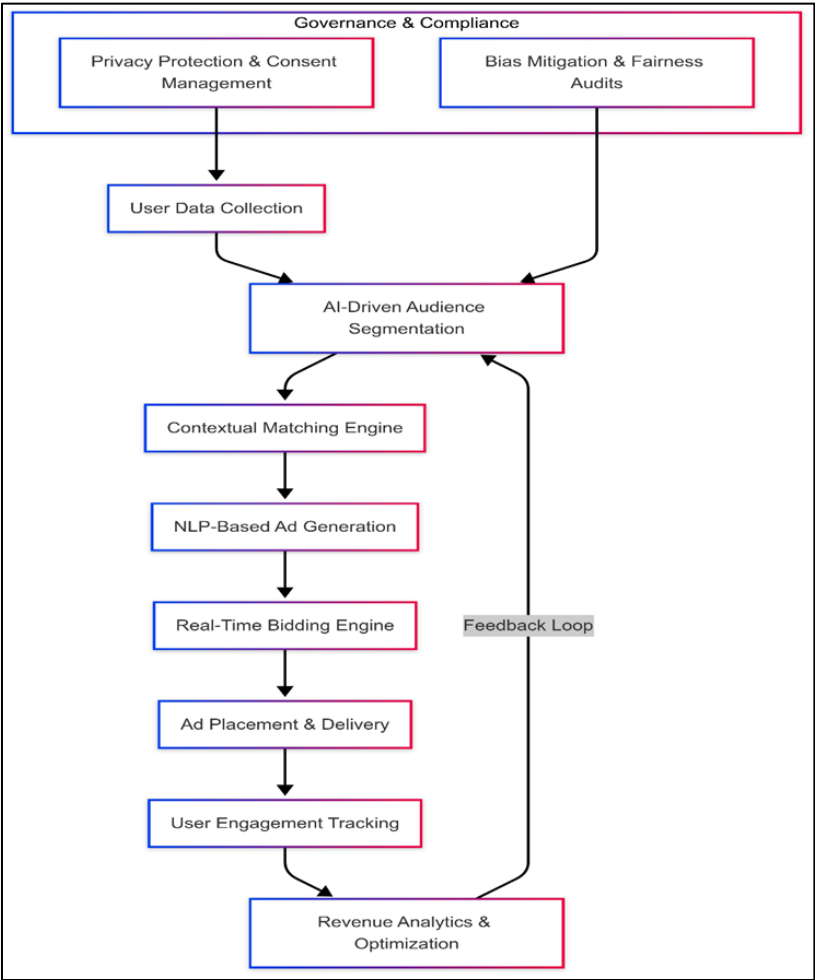 Governance & Compliance
Privacy Protection & Consent
Management
Bias Mitigation & Fairness
Audits
User Data Collection
AI-Driven Audience
Segmentation
Contextual Matching Engine
NLP-Based Ad Generation
Real-Time Bidding Engine
Feedback Loop
Ad Placement & Delivery
User Engagement Tracking
Revenue Analytics &
Optimization